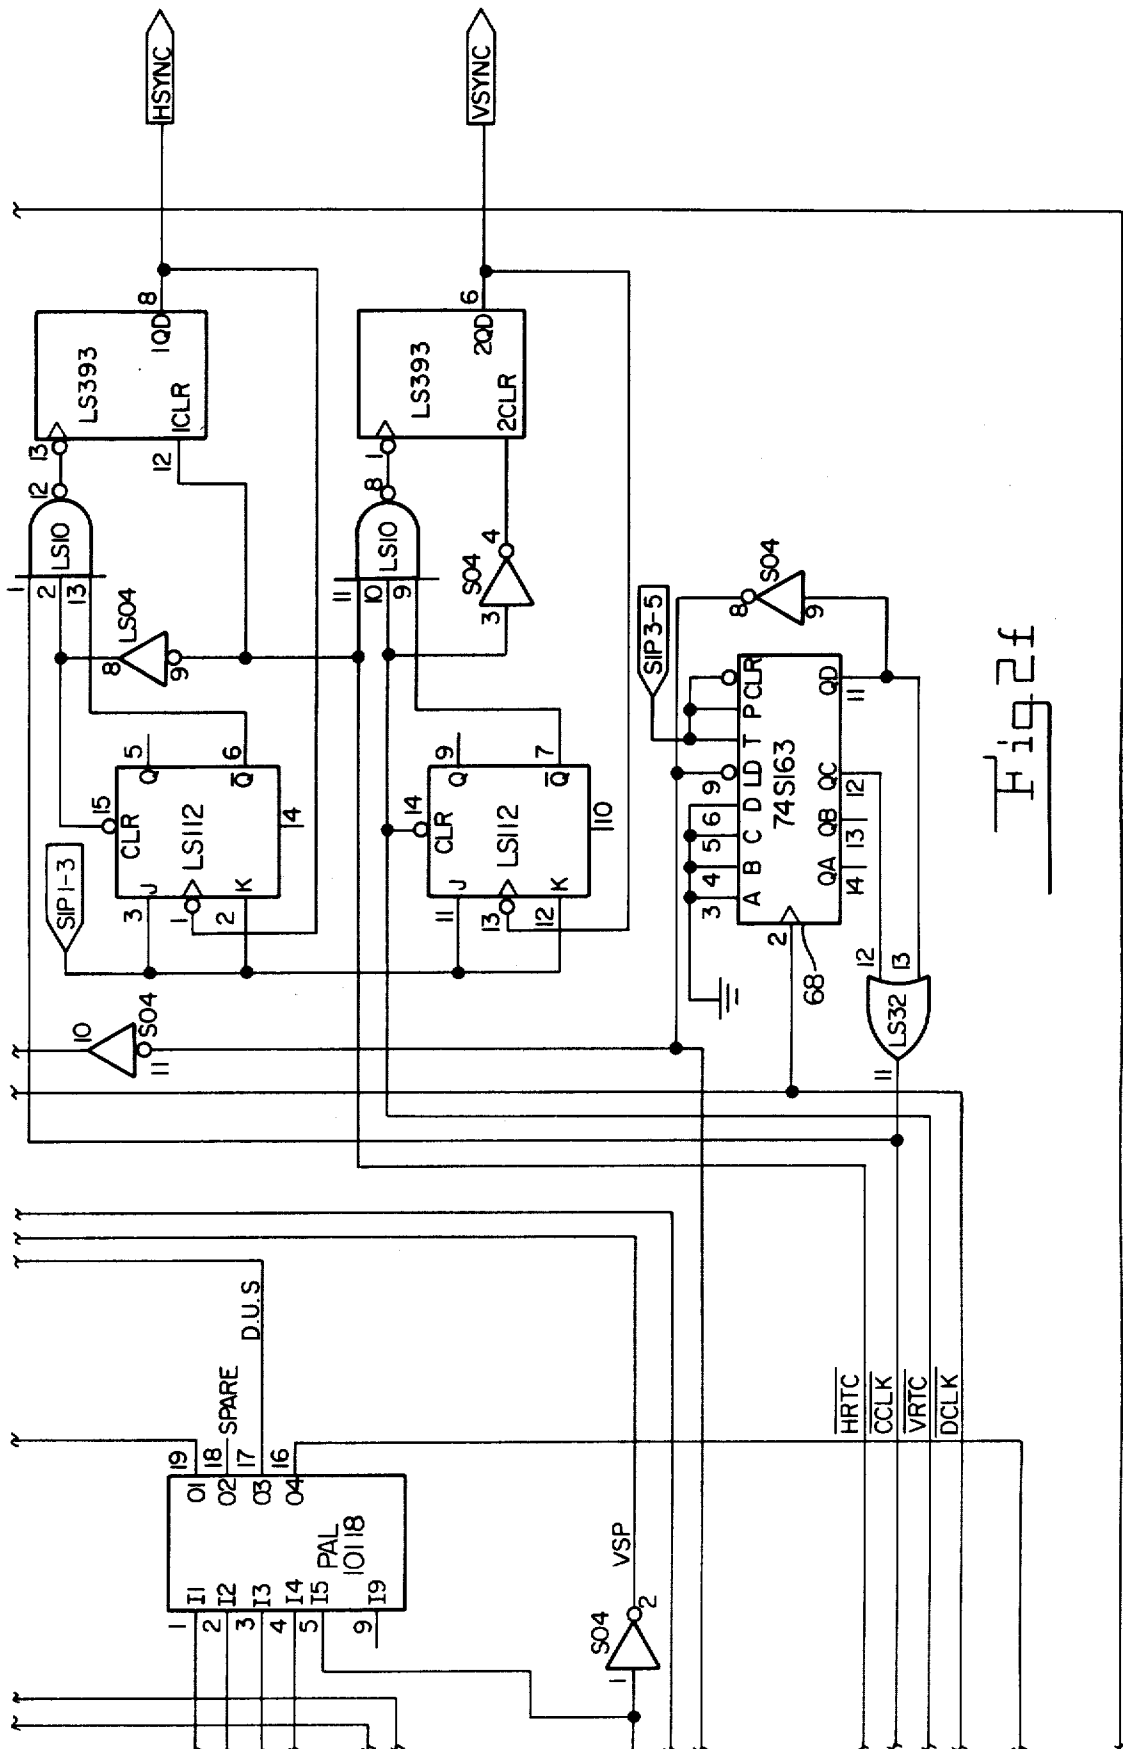 HSYNC
VSYNC
8
1QD
LS393
1CLR
13
12
12
LS10
1
2
13
LS04
8
9
6
2QD
LS393
2CLR
1
8
LS10
11
10
9
4
S04
3
5
Q
6
Q
15
CLR
LS112
14
SIP 1-3
3
J
1
2
K
9
Q
7
Q
14
CLR
LS112
110
11
J
13
12
K
SIP3-5
S04
8
9
CLR
P
T
LD
9
D
6
C
5
B
4
A
3
74S163
QD
11
QC
12
QB
13
QA
14
2
68
12
13
LS32
11
10
S04
11
Fig 2f
D.U.S
SPARE
19
18
17
16
O1
O2
O3
O4
PAL
10118
I1
I2
I3
I4
I5
I9
1
2
3
4
5
9
VSP
S04
1
2
HRTC
CCLK
VRTC
DCLK